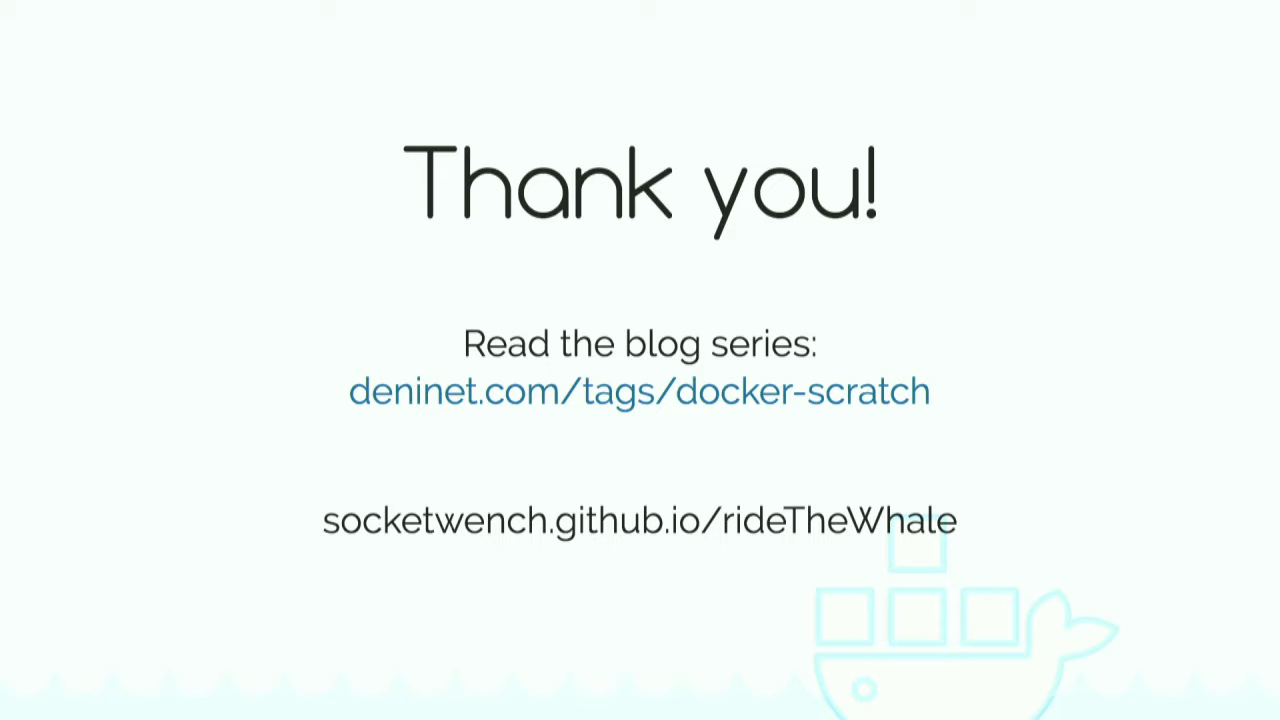 Thank you!
Read the blog series:
deninet.com/tags/docker-scratch
socketwench.github.io/rideTheWhale